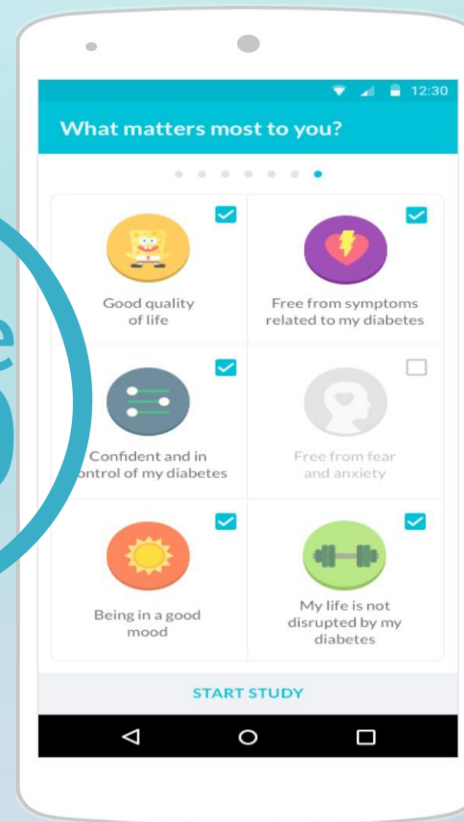 12:30
What matters most to you?
Good quality
of life
Free from symptoms
related to my diabetes
Confident and in
ontrol of my diabetes
Free from fear
and anxiety
Being in a good
mood
My life is not
disrupted by my
diabetes
START STUDY
e